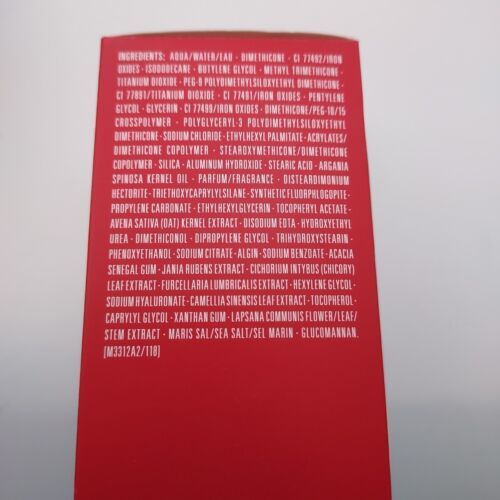 INGREDIENTS: AQUA/WATER/EAU · DIMETHICONE · CI 77492/IRON
OXIDES · ISODODECANE · BUTYLENE GLYCOL · METHYL TRIMETHICONE ·
TITANIUM DIOXIDE · PEG-9 POLYDIMETHYLSILOXYETHYL DIMETHICONE ·
CI 77891/TITANIUM DIOXIDE · CI 77491/IRON OXIDES · PENTYLENE
GLYCOL · GLYCERIN · CI 77499/IRON OXIDES · DIMETHICONE/PEG-10/15
CROSSPOLYMER · POLYGLYCERYL-3 POLYDIMETHYLSILOXYETHYL
DIMETHICONE · SODIUM CHLORIDE · ETHYLHEXYL PALMITATE · ACRYLATES/
DIMETHICONE COPOLYMER · STEAROXYMETHICONE/DIMETHICONE
COPOLYMER · SILICA · ALUMINUM HYDROXIDE · STEARIC ACID · ARGANIA
SPINOSA KERNEL OIL · PARFUM/FRAGRANCE · DISTEARDIMONIUM
HECTORITE · TRIETHOXYCAPRYLYLSILANE · SYNTHETIC FLUORPHLOGOPITE ·
PROPYLENE CARBONATE · ETHYLHEXYLGLYCERIN · TOCOPHERYL ACETATE ·
AVENA SATIVA (OAT) KERNEL EXTRACT · DISODIUM EDTA · HYDROXYETHYL
UREA · DIMETHICONOL · DIPROPYLENE GLYCOL · TRIHYDROXYSTEARIN ·
PHENOXYETHANOL · SODIUM CITRATE · ALGIN · SODIUM BENZOATE · ACACIA
SENEGAL GUM · JANIA RUBENS EXTRACT · CICHORIUM INTYBUS (CHICORY)
LEAF EXTRACT · FURCELLARIA LUMBRICALIS EXTRACT · HEXYLENE GLYCOL ·
SODIUM HYALURONATE · CAMELLIA SINENSIS LEAF EXTRACT · TOCOPHEROL ·
CAPRYLYL GLYCOL · XANTHAN GUM · LAPSANA COMMUNIS FLOWER/LEAF/
STEM EXTRACT · MARIS SAL/SEA SALT/SEL MARIN · GLUCOMANNAN.
[M3312A2/118]